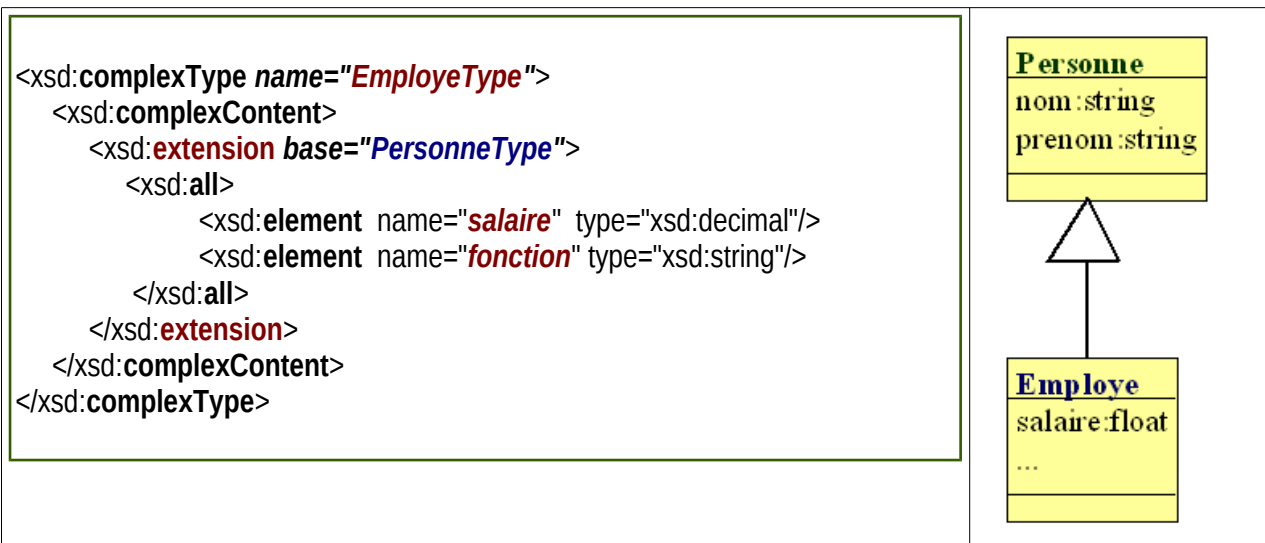 <xsd:complexType name="EmployeType">
<xsd:complexContent>
<xsd:extension base="PersonneType">
<xsd:all>
<xsd:element name="salaire" type="xsd:decimal"/>
<xsd:element name="fonction" type="xsd:string"/>
</xsd:all>
</xsd:extension>
</xsd:complexContent>
</xsd:complexType>
Personne
nom:string
prenom:string
Employe
salaire:float
...